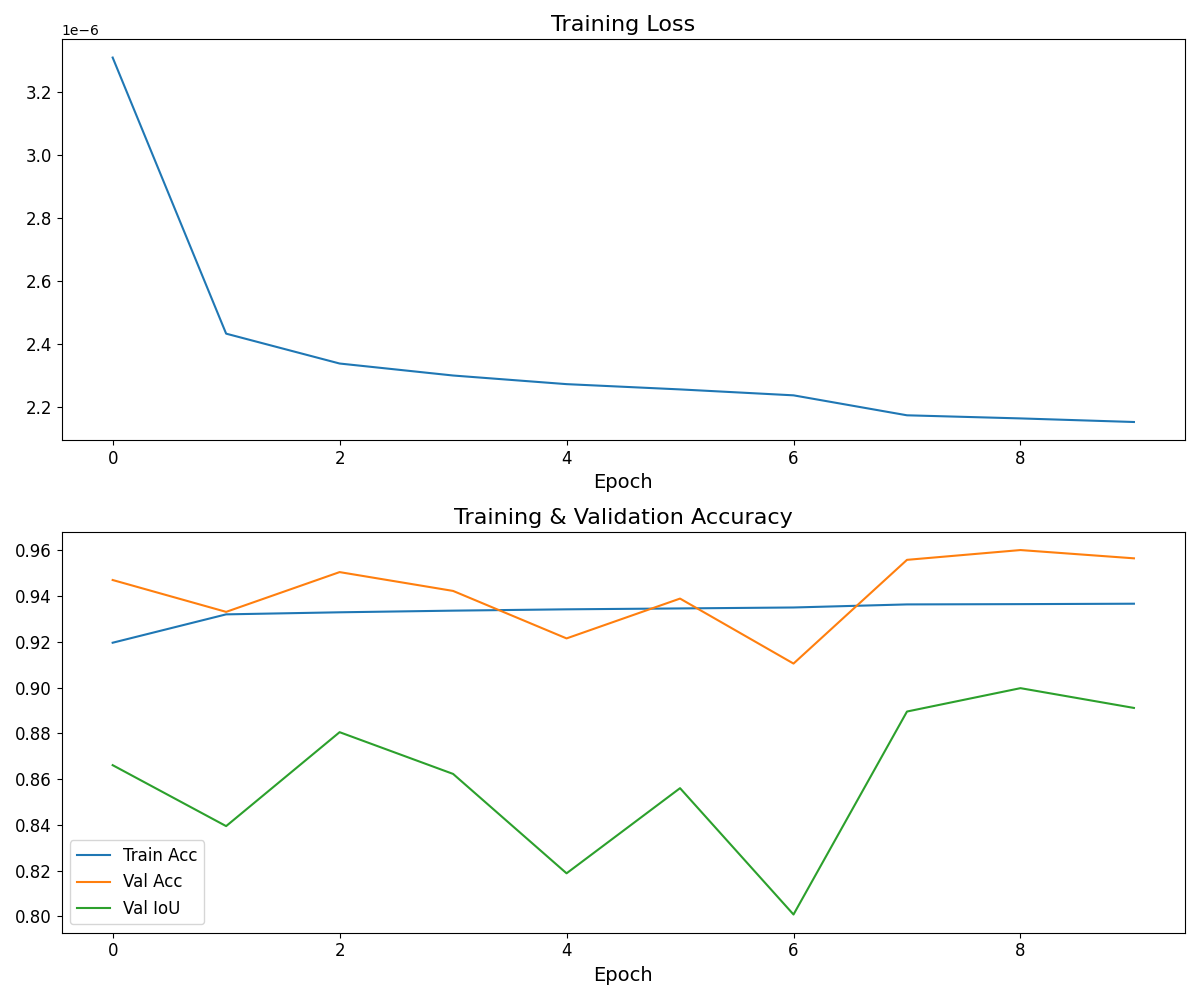 Training Loss
1e−6
3.2
3.0
2.8
2.6
2.4
2.2
0 2 4 6 8
Epoch
Training & Validation Accuracy
0.96
0.94
0.92
0.90
0.88
0.86
0.84
0.82
0.80
Train Acc
Val Acc
Val IoU
0 2 4 6 8
Epoch